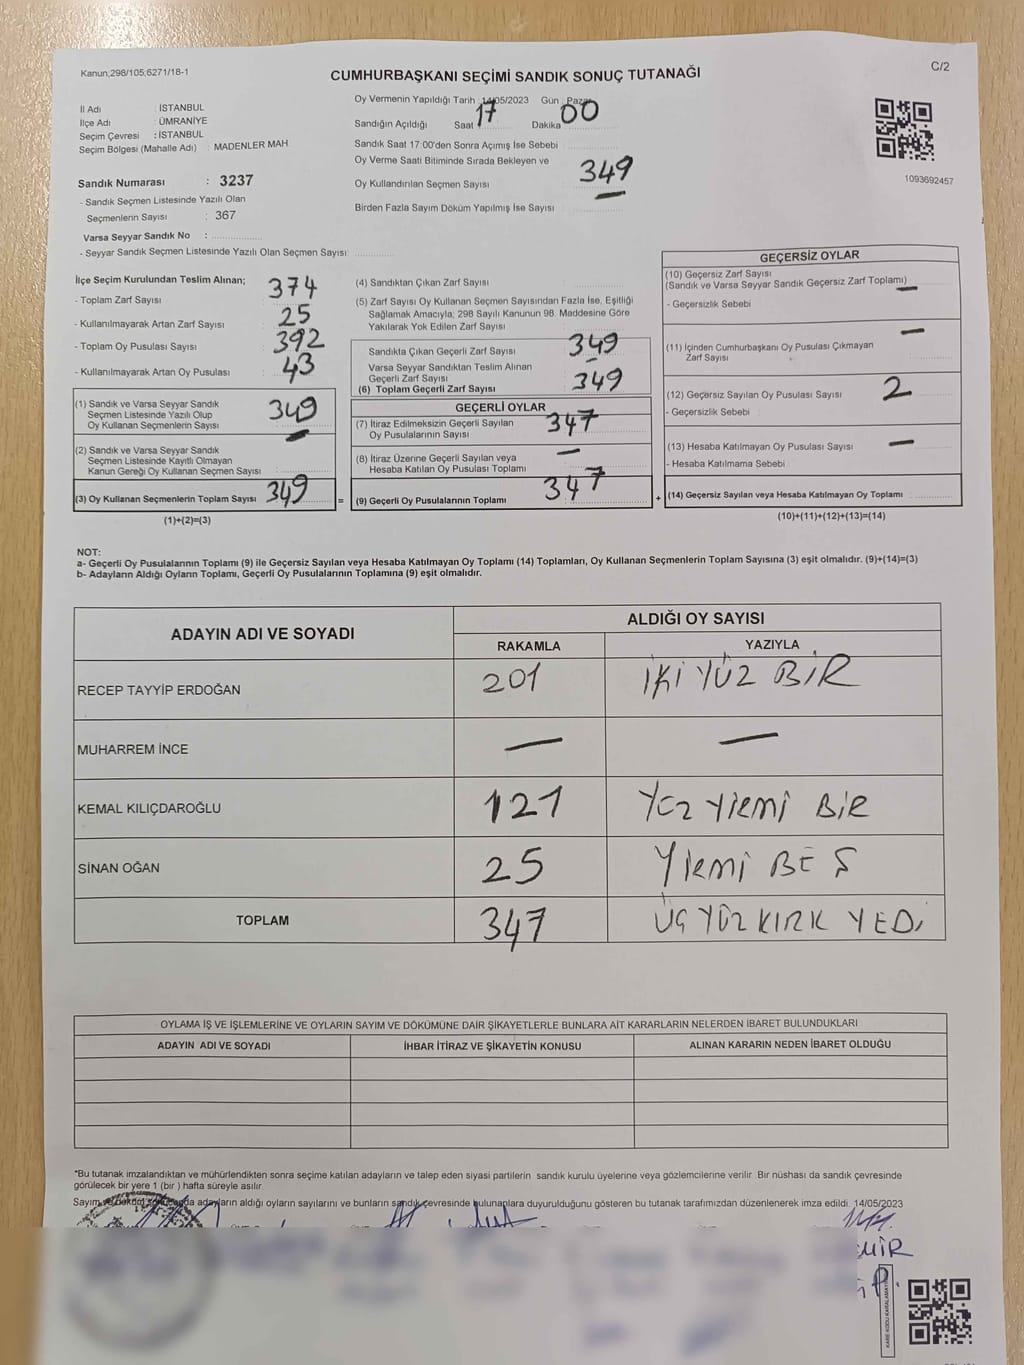 Kanun;298/105;6271/18-1
CUMHURBAŞKANI SEÇİMİ SANDIK SONUÇ TUTANAĞI
C/2
İl Adı : İSTANBUL
İlçe Adı : ÜMRANİYE
Seçim Çevresi : İSTANBUL
Seçim Bölgesi (Mahalle Adı) : MADENLER MAH.
Sandık Numarası : 3237
- Sandık Seçmen Listesinde Yazılı Olan
Seçmenlerin Sayısı : 367
Varsa Seyyar Sandık No :
- Seyyar Sandık Seçmen Listesinde Yazılı Olan Seçmen Sayısı:
Oy Vermenin Yapıldığı Tarih : 14/05/2023 Gün : Pazar
Sandığın Açıldığı Saat 17 Dakika 00
Sandık Saat 17:00'den Sonra Açımış İse Sebebi
Oy Verme Saati Bitiminde Sırada Bekleyen ve
Oy Kullandırılan Seçmen Sayısı 349
Birden Fazla Sayım Döküm Yapılmış İse Sayısı
1093692457
İlçe Seçim Kurulundan Teslim Alınan;
- Toplam Zarf Sayısı : 374
- Kullanılmayarak Artan Zarf Sayısı : 25
- Toplam Oy Pusulası Sayısı : 392
- Kullanılmayarak Artan Oy Pusulası : 43
(1) Sandık ve Varsa Seyyar Sandık
Seçmen Listesinde Yazılı Olup
Oy Kullanan Seçmenlerin Sayısı : 349
(2) Sandık ve Varsa Seyyar Sandık
Seçmen Listesinde Kayıtlı Olmayan
Kanun Gereği Oy Kullanan Seçmen Sayısı : —
(3) Oy Kullanan Seçmenlerin Toplam Sayısı : 349 =
(1)+(2)=(3)
(4) Sandıktan Çıkan Zarf Sayısı
(5) Zarf Sayısı Oy Kullanan Seçmen Sayısından Fazla İse, Eşitliği
Sağlamak Amacıyla; 298 Sayılı Kanunun 98. Maddesine Göre
Yakılarak Yok Edilen Zarf Sayısı
Sandıkta Çıkan Geçerli Zarf Sayısı 349
Varsa Seyyar Sandıktan Teslim Alınan
Geçerli Zarf Sayısı —
(6) Toplam Geçerli Zarf Sayısı 349
GEÇERLİ OYLAR
(7) İtiraz Edilmeksizin Geçerli Sayılan
Oy Pusulalarının Sayısı 347
(8) İtiraz Üzerine Geçerli Sayılan veya
Hesaba Katılan Oy Pusulası Toplamı —
(9) Geçerli Oy Pusulalarının Toplamı 347 +
GEÇERSİZ OYLAR
(10) Geçersiz Zarf Sayısı
(Sandık ve Varsa Seyyar Sandık Geçersiz Zarf Toplamı) —
- Geçersizlik Sebebi
(11) İçinden Cumhurbaşkanı Oy Pusulası Çıkmayan
Zarf Sayısı —
(12) Geçersiz Sayılan Oy Pusulası Sayısı 2
- Geçersizlik Sebebi
(13) Hesaba Katılmayan Oy Pusulası Sayısı —
- Hesaba Katılmama Sebebi
(14) Geçersiz Sayılan veya Hesaba Katılmayan Oy Toplamı
(10)+(11)+(12)+(13)=(14)
NOT:
a- Geçerli Oy Pusulalarının Toplamı (9) ile Geçersiz Sayılan veya Hesaba Katılmayan Oy Toplamı (14) Toplamları, Oy Kullanan Seçmenlerin Toplam Sayısına (3) eşit olmalıdır. (9)+(14)=(3)
b- Adayların Aldığı Oyların Toplamı, Geçerli Oy Pusulalarının Toplamına (9) eşit olmalıdır.
ADAYIN ADI VE SOYADI
ALDIĞI OY SAYISI
RAKAMLA YAZIYLA
RECEP TAYYİP ERDOĞAN 201 İKİ YÜZ BİR
MUHARREM İNCE — —
KEMAL KILIÇDAROĞLU 121 YÜZ YİRMİ BİR
SİNAN OĞAN 25 YİRMİ BEŞ
TOPLAM 347 ÜÇ YÜZ KIRK YEDİ
OYLAMA İŞ VE İŞLEMLERİNE VE OYLARIN SAYIM VE DÖKÜMÜNE DAİR ŞİKAYETLERLE BUNLARA AİT KARARLARIN NELERDEN İBARET BULUNDUKLARI
ADAYIN ADI VE SOYADI İHBAR İTİRAZ VE ŞİKAYETİN KONUSU ALINAN KARARIN NEDEN İBARET OLDUĞU
*Bu tutanak imzalandıktan ve mühürlendikten sonra seçime katılan adayların ve talep eden siyasi partilerin sandık kurulu üyelerine veya gözlemcilerine verilir. Bir nüshası da sandık çevresinde
görülecek bir yere 1 (bir ) hafta süreyle asılır.
Sayım ve döküm sonucunda adayların aldığı oyların sayılarını ve bunların sandık çevresinde bulunanlara duyurulduğunu gösteren bu tutanak tarafımızdan düzenlenerek imza edildi. 14/05/2023